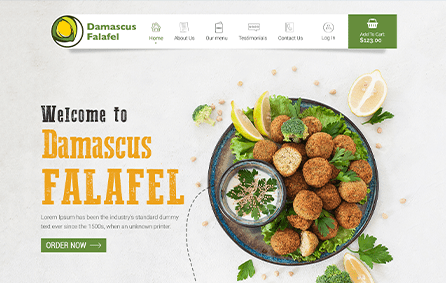 Damascus
Falafel
Home
About Us
Our menu
Testimonials
Contact Us
Log In
Add To Cart
$123.00
Welcome to
Damascus
FALAFEL
Lorem Ipsum has been the industry's standard dummy
text ever since the 1500s, when an unknown printer.
ORDER NOW